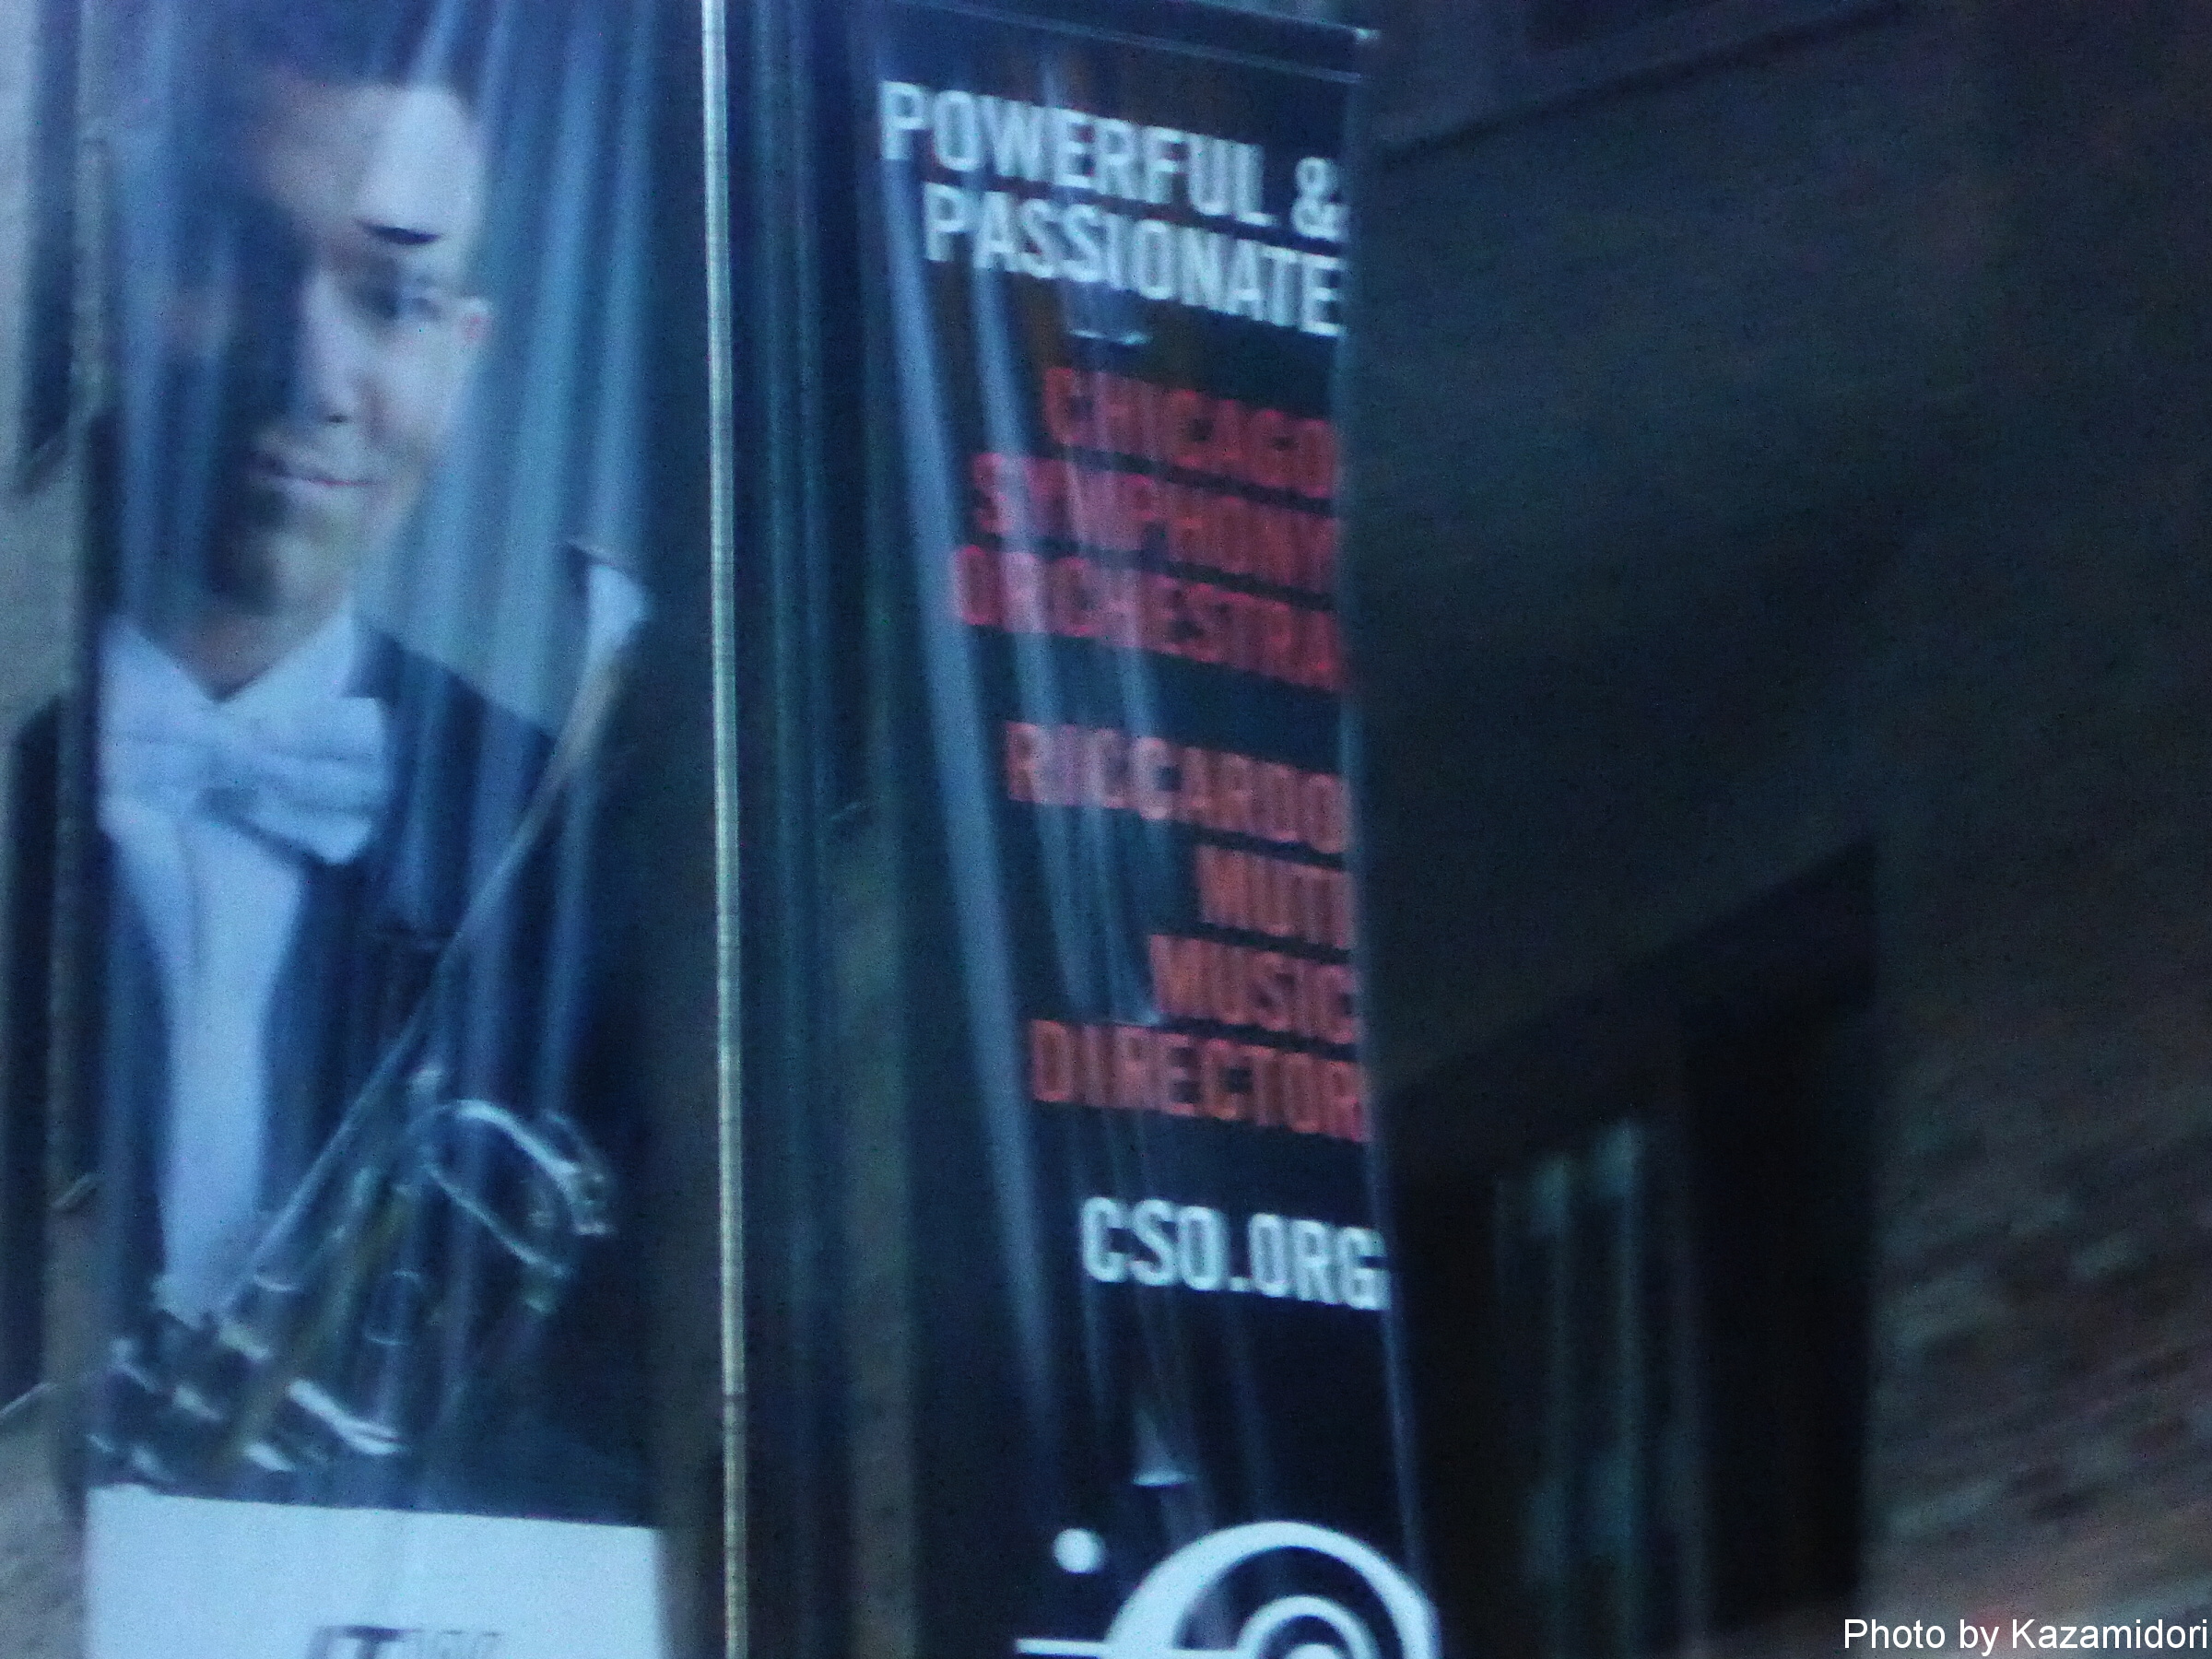 POWERFUL &
PASSIONATE
CHICAGO
SYMPHONY
ORCHESTRA
RICCARDO
MUTI
MUSIC
DIRECTOR
CSO.ORG
Photo by Kazamidori